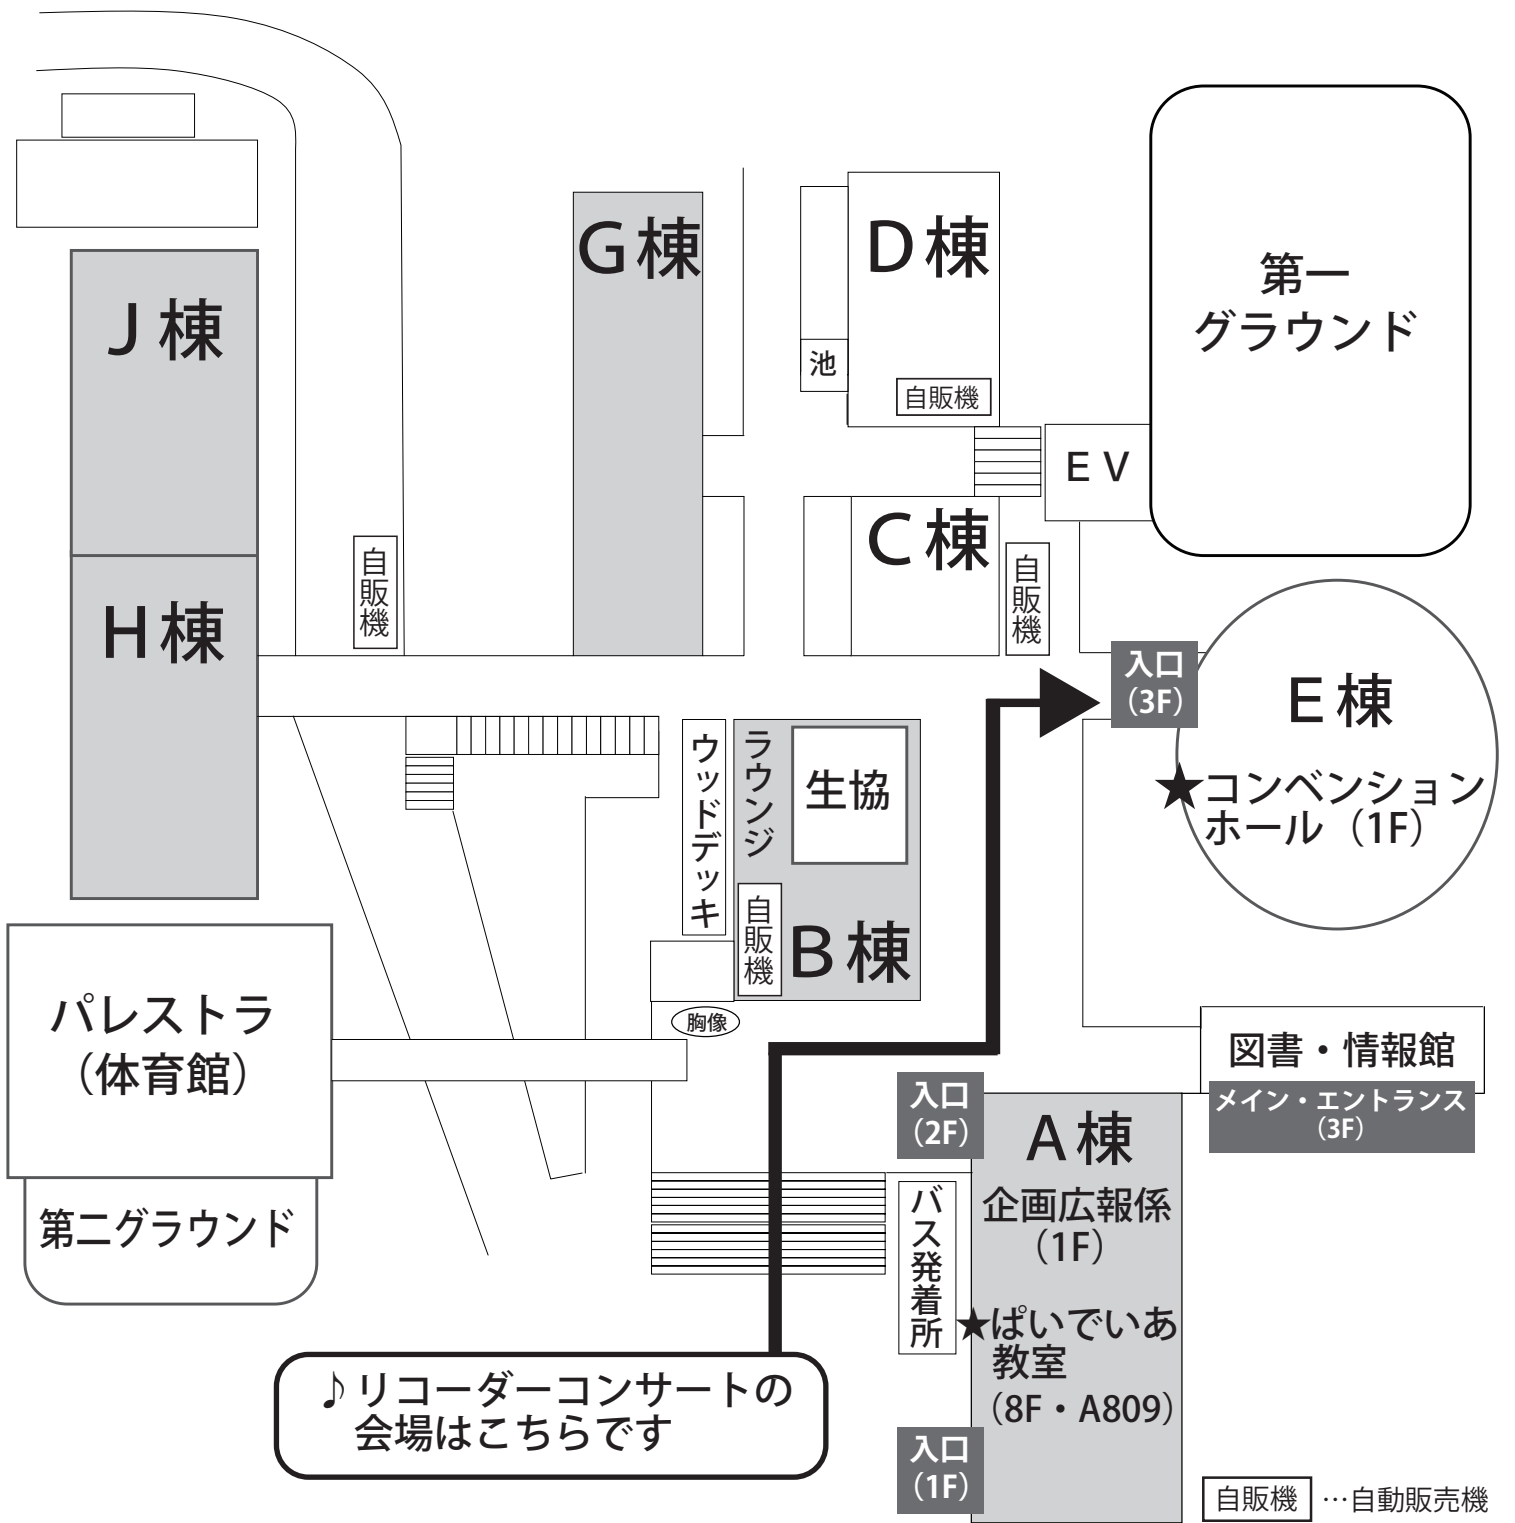 G棟
D棟
第一
グラウンド
J棟
池
自販機
EV
C棟
自販機
自販機
H棟
入口
（3F）
E棟
★コンベンション
ホール（1F）
ウッドデッキ
ラウンジ
生協
自販機
B棟
胸像
パレストラ
（体育館）
図書・情報館
メイン・エントランス
（3F）
入口
（2F）
A棟
企画広報係
（1F）
バス発着所
第二グラウンド
★ぱいでいあ
教室
（8F・A809）
♪リコーダーコンサートの
会場はこちらです
入口
（1F）
自販機 …自動販売機